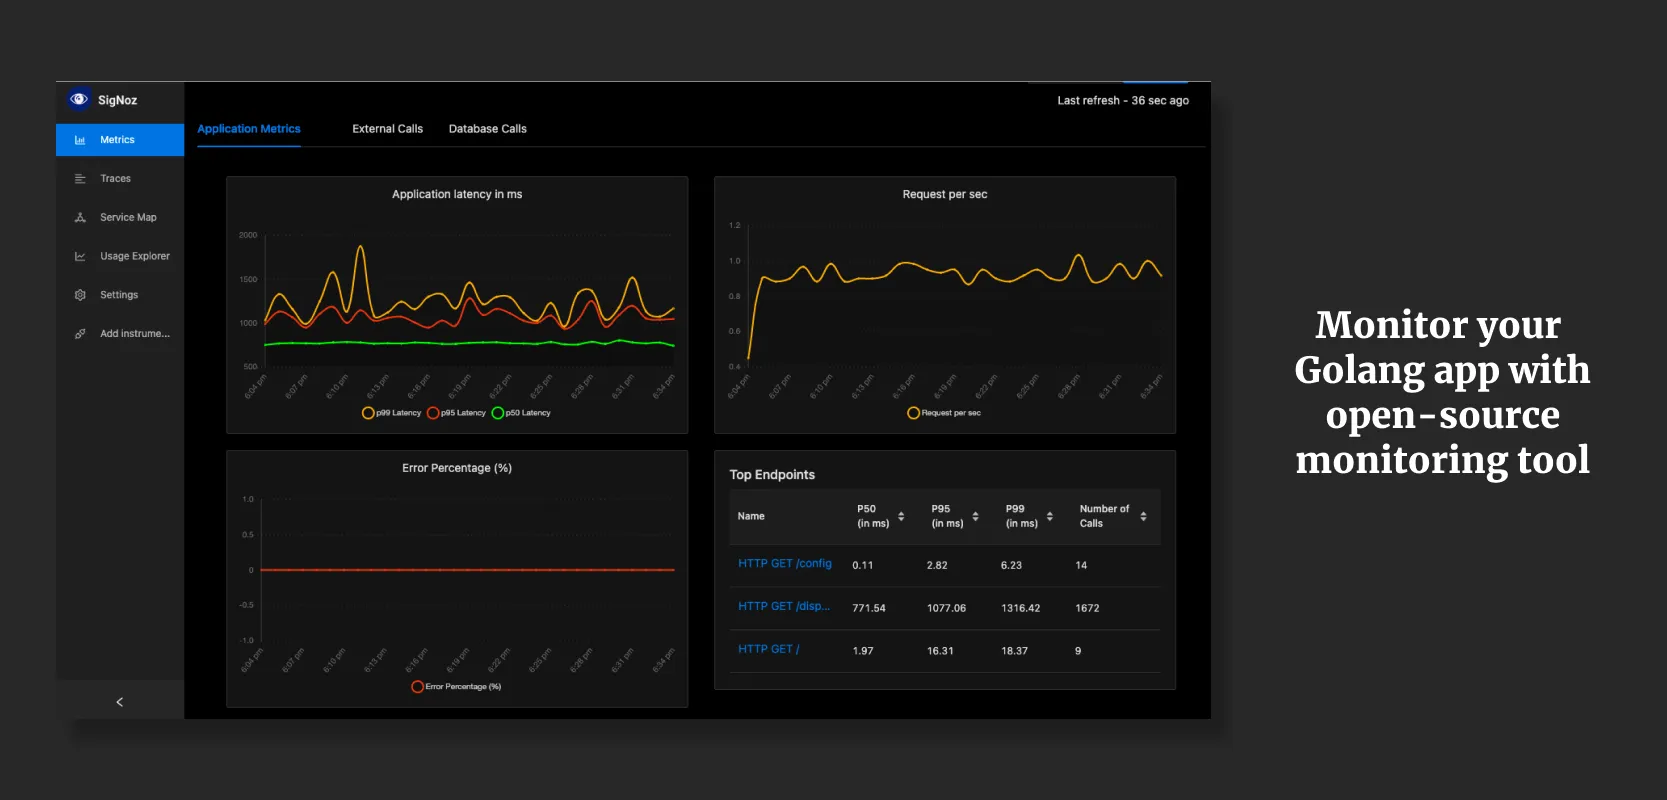 SigNoz
Metrics
Traces
Service Map
Usage Explorer
Settings
Add instrume...
Last refresh - 36 sec ago
Application Metrics External Calls Database Calls
Application latency in ms
2000
1500
1000
500
6:04 pm 6:07 pm 6:10 pm 6:13 pm 6:16 pm 6:19 pm 6:22 pm 6:25 pm 6:28 pm 6:31 pm 6:34 pm
p99 Latency p95 Latency p50 Latency
Request per sec
1.2
1.0
0.8
0.6
0.4
6:04 pm 6:07 pm 6:10 pm 6:13 pm 6:16 pm 6:19 pm 6:22 pm 6:25 pm 6:28 pm 6:31 pm 6:34 pm
Request per sec
Error Percentage (%)
1.0
0.5
0
-0.5
-1.0
6:04 pm 6:07 pm 6:10 pm 6:13 pm 6:16 pm 6:19 pm 6:22 pm 6:25 pm 6:28 pm 6:31 pm 6:34 pm
Error Percentage (%)
Top Endpoints
Name P50 (in ms) P95 (in ms) P99 (in ms) Number of Calls
HTTP GET /config 0.11 2.82 6.23 14
HTTP GET /disp... 771.54 1077.06 1316.42 1672
HTTP GET / 1.97 16.31 18.37 9
Monitor your
Golang app with
open-source
monitoring tool